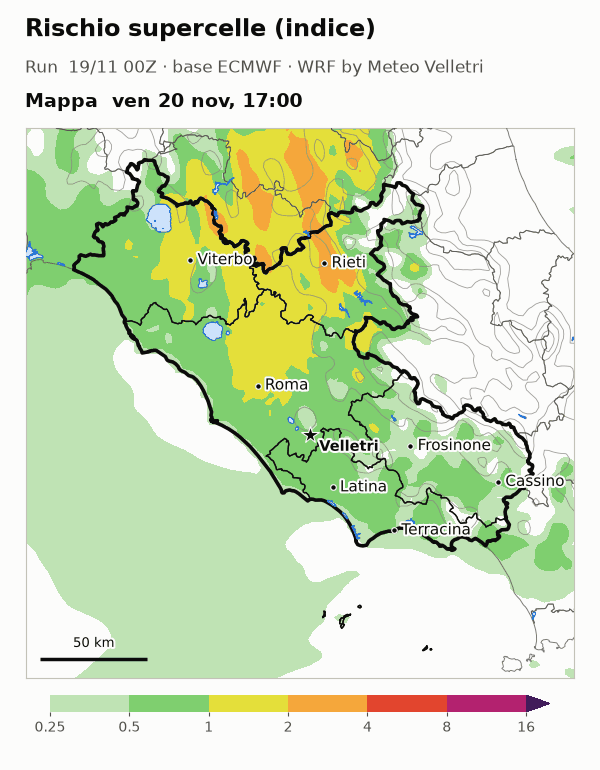 Rischio supercelle (indice)
Run  19/11 00Z · base ECMWF · WRF by Meteo Velletri
Mappa  ven 20 nov, 17:00
Viterbo
Rieti
Roma
Velletri
Frosinone
Latina
Cassino
Terracina
50 km
0.25 0.5 1 2 4 8 16